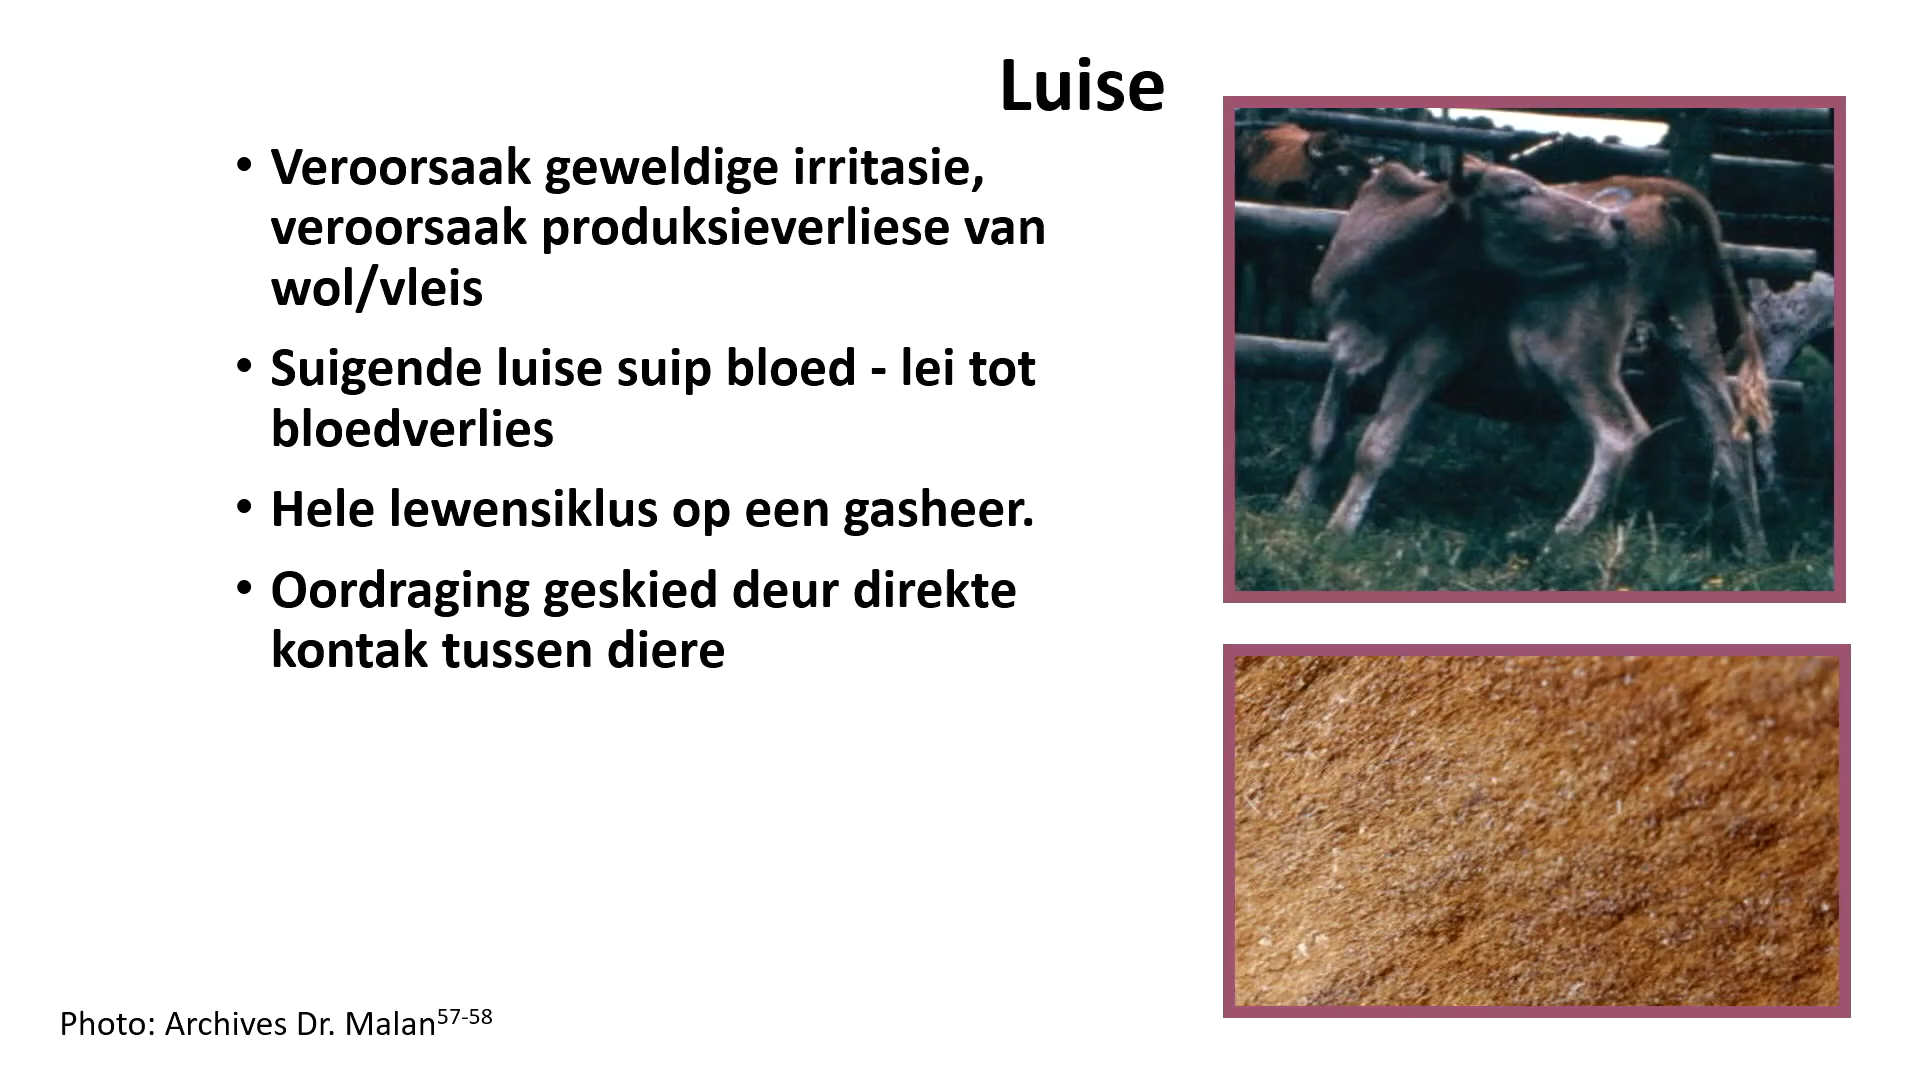 Luise
• Veroorsaak geweldige irritasie,
veroorsaak produksieverliese van
wol/vleis
• Suigende luise suip bloed - lei tot
bloedverlies
• Hele lewensiklus op een gasheer.
• Oordraging geskied deur direkte
kontak tussen diere
Photo: Archives Dr. Malan57-58